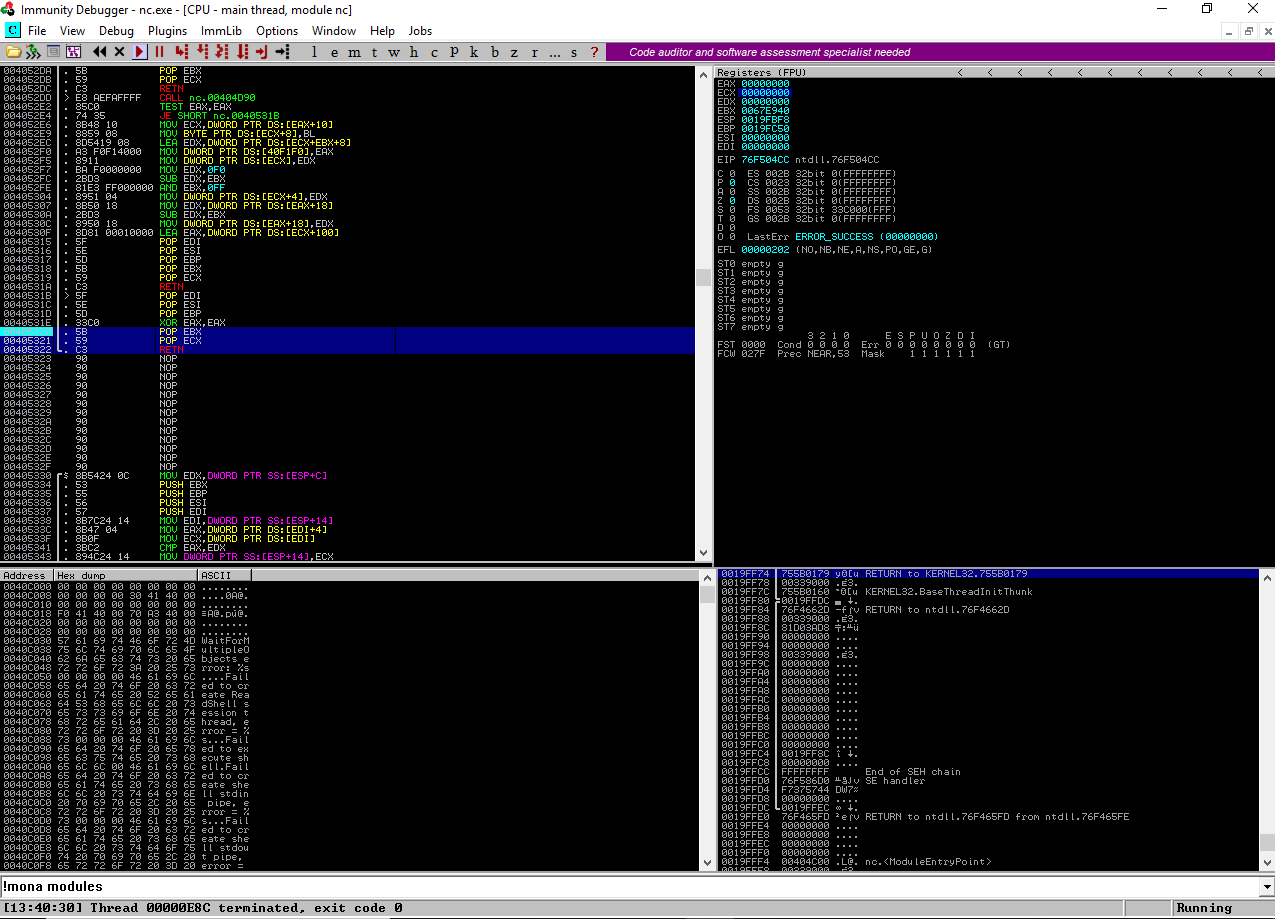 Immunity Debugger - nc.exe - [CPU - main thread, module nc]
C File View Debug Plugins ImmLib Options Window Help Jobs
l e m t w h c P k b z r ... s ? Code auditor and software assessment specialist needed
004052DA . 5B POP EBX
004052DB . 59 POP ECX
004052DC . C3 RETN
004052DD > E8 AEFAFFFF CALL nc.00404D90
004052E2 . 85C0 TEST EAX,EAX
004052E4 . 74 35 JE SHORT nc.0040531B
004052E6 . 8B48 10 MOV ECX,DWORD PTR DS:[EAX+10]
004052E9 . 8859 08 MOV BYTE PTR DS:[ECX+8],BL
004052EC . 8D5419 08 LEA EDX,DWORD PTR DS:[ECX+EBX+8]
004052F0 . A3 F0F14000 MOV DWORD PTR DS:[40F1F0],EAX
004052F5 . 8911 MOV DWORD PTR DS:[ECX],EDX
004052F7 . BA F0000000 MOV EDX,0F0
004052FC . 2BD3 SUB EDX,EBX
004052FE . 81E3 FF000000 AND EBX,0FF
00405304 . 8951 04 MOV DWORD PTR DS:[ECX+4],EDX
00405307 . 8B50 18 MOV EDX,DWORD PTR DS:[EAX+18]
0040530A . 2BD3 SUB EDX,EBX
0040530C . 8950 18 MOV DWORD PTR DS:[EAX+18],EDX
0040530F . 8D81 00010000 LEA EAX,DWORD PTR DS:[ECX+100]
00405315 . 5F POP EDI
00405316 . 5E POP ESI
00405317 . 5D POP EBP
00405318 . 5B POP EBX
00405319 . 59 POP ECX
0040531A . C3 RETN
0040531B > 5F POP EDI
0040531C . 5E POP ESI
0040531D . 5D POP EBP
0040531E . 33C0 XOR EAX,EAX
. 5B POP EBX
00405321 . 59 POP ECX
00405322 . C3 RETN
00405323 90 NOP
00405324 90 NOP
00405325 90 NOP
00405326 90 NOP
00405327 90 NOP
00405328 90 NOP
00405329 90 NOP
0040532A 90 NOP
0040532B 90 NOP
0040532C 90 NOP
0040532D 90 NOP
0040532E 90 NOP
0040532F 90 NOP
00405330 $ 8B5424 0C MOV EDX,DWORD PTR SS:[ESP+C]
00405334 . 53 PUSH EBX
00405335 . 55 PUSH EBP
00405336 . 56 PUSH ESI
00405337 . 57 PUSH EDI
00405338 . 8B7C24 14 MOV EDI,DWORD PTR SS:[ESP+14]
0040533C . 8B47 04 MOV EAX,DWORD PTR DS:[EDI+4]
0040533F . 8B0F MOV ECX,DWORD PTR DS:[EDI]
00405341 . 3BC2 CMP EAX,EDX
00405343 . 894C24 14 MOV DWORD PTR SS:[ESP+14],ECX
Registers (FPU) < < < < < < < < < < <
EAX 00000000
ECX 00000000
EDX 00000000
EBX 0067E940
ESP 0019FBF8
EBP 0019FC50
ESI 00000000
EDI 00000000
EIP 76F504CC ntdll.76F504CC
C 0 ES 002B 32bit 0(FFFFFFFF)
P 0 CS 0023 32bit 0(FFFFFFFF)
A 0 SS 002B 32bit 0(FFFFFFFF)
Z 0 DS 002B 32bit 0(FFFFFFFF)
S 0 FS 0053 32bit 33C000(FFF)
T 0 GS 002B 32bit 0(FFFFFFFF)
D 0
O 0 LastErr ERROR_SUCCESS (00000000)
EFL 00000202 (NO,NB,NE,A,NS,PO,GE,G)
ST0 empty g
ST1 empty g
ST2 empty g
ST3 empty g
ST4 empty g
ST5 empty g
ST6 empty g
ST7 empty g
3 2 1 0 E S P U O Z D I
FST 0000 Cond 0 0 0 0 Err 0 0 0 0 0 0 0 0 (GT)
FCW 027F Prec NEAR,53 Mask 1 1 1 1 1 1
Address Hex dump ASCII
0040C000 00 00 00 00 00 00 00 00 ........
0040C008 00 00 00 00 30 41 40 00 ....0A@.
0040C010 00 00 00 00 00 00 00 00 ........
0040C018 F0 41 40 00 70 A3 40 00 ≡A@.pú@.
0040C020 00 00 00 00 00 00 00 00 ........
0040C028 00 00 00 00 00 00 00 00 ........
0040C030 57 61 69 74 46 6F 72 4D WaitForM
0040C038 75 6C 74 69 70 6C 65 4F ultipleO
0040C040 62 6A 65 63 74 73 20 65 bjects e
0040C048 72 72 6F 72 3A 20 25 73 rror: %s
0040C050 00 00 00 00 46 61 69 6C ....Fail
0040C058 65 64 20 74 6F 20 63 72 ed to cr
0040C060 65 61 74 65 20 52 65 61 eate Rea
0040C068 64 53 68 65 6C 6C 20 73 dShell s
0040C070 65 73 73 69 6F 6E 20 74 ession t
0040C078 68 72 65 61 64 2C 20 65 hread, e
0040C080 72 72 6F 72 20 3D 20 25 rror = %
0040C088 73 00 00 00 46 61 69 6C s...Fail
0040C090 65 64 20 74 6F 20 65 78 ed to ex
0040C098 65 63 75 74 65 20 73 68 ecute sh
0040C0A0 65 6C 6C 00 46 61 69 6C ell.Fail
0040C0A8 65 64 20 74 6F 20 63 72 ed to cr
0040C0B0 65 61 74 65 20 73 68 65 eate she
0040C0B8 6C 6C 20 73 74 64 69 6E ll stdin
0040C0C0 20 70 69 70 65 2C 20 65 pipe, e
0040C0C8 72 72 6F 72 20 3D 20 25 rror = %
0040C0D0 73 00 00 00 46 61 69 6C s...Fail
0040C0D8 65 64 20 74 6F 20 63 72 ed to cr
0040C0E0 65 61 74 65 20 73 68 65 eate she
0040C0E8 6C 6C 20 73 74 64 6F 75 ll stdou
0040C0F0 74 20 70 69 70 65 2C 20 t pipe,
0040C0F8 65 72 72 6F 72 20 3D 20 error =
0019FF74 755B0179 yΘ[u RETURN to KERNEL32.755B0179
0019FF78 00339000 .É3.
0019FF7C 755B0160 `Θ[u KERNEL32.BaseThreadInitThunk
0019FF80 0019FFDC ▄ ↓.
0019FF84 76F4662D -f⌠v RETURN to ntdll.76F4662D
0019FF88 00339000 .É3.
0019FF8C 81D03AD8 ╪:╨ü
0019FF90 00000000 ....
0019FF94 00000000 ....
0019FF98 00339000 .É3.
0019FF9C 00000000 ....
0019FFA0 00000000 ....
0019FFA4 00000000 ....
0019FFA8 00000000 ....
0019FFAC 00000000 ....
0019FFB0 00000000 ....
0019FFB4 00000000 ....
0019FFB8 00000000 ....
0019FFBC 00000000 ....
0019FFC0 00000000 ....
0019FFC4 0019FF8C î ↓.
0019FFC8 00000000 ....
0019FFCC FFFFFFFF End of SEH chain
0019FFD0 76F586D0 SE handler
0019FFD4 F7375744 DW7≈
0019FFD8 00000000 ....
0019FFDC 0019FFEC ∞ ↓.
0019FFE0 76F465FD ²e⌠v RETURN to ntdll.76F465FD from ntdll.76F465FE
0019FFE4 00000000 ....
0019FFE8 00000000 ....
0019FFEC 00000000 ....
0019FFF0 00000000 ....
0019FFF4 00404C00 .L@. nc.<ModuleEntryPoint>
!mona modules
[13:40:30] Thread 00000E8C terminated, exit code 0 Running